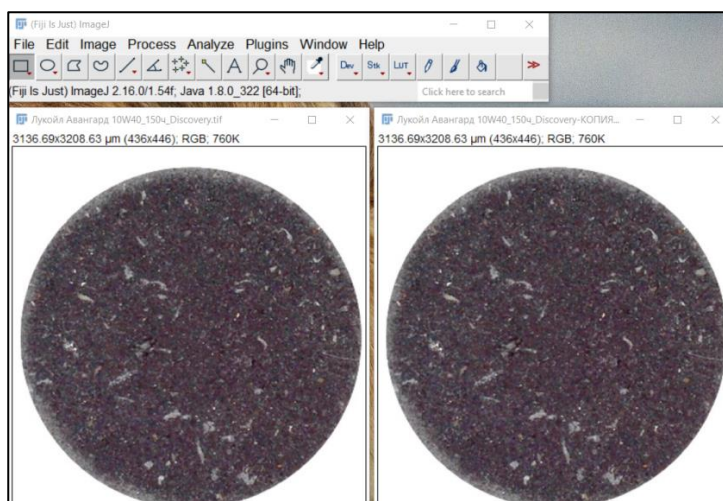 (Fiji Is Just) ImageJ
File Edit Image Process Analyze Plugins Window Help
Dev Stk LUT
(Fiji Is Just) ImageJ 2.16.0/1.54f; Java 1.8.0_322 [64-bit];
Click here to search
Лукойл Авангард 10W40_150ч_Discovery.tif
3136.69x3208.63 µm (436x446); RGB; 760K
Лукойл Авангард 10W40_150ч_Discovery-КОПИЯ...
3136.69x3208.63 µm (436x446); RGB; 760K